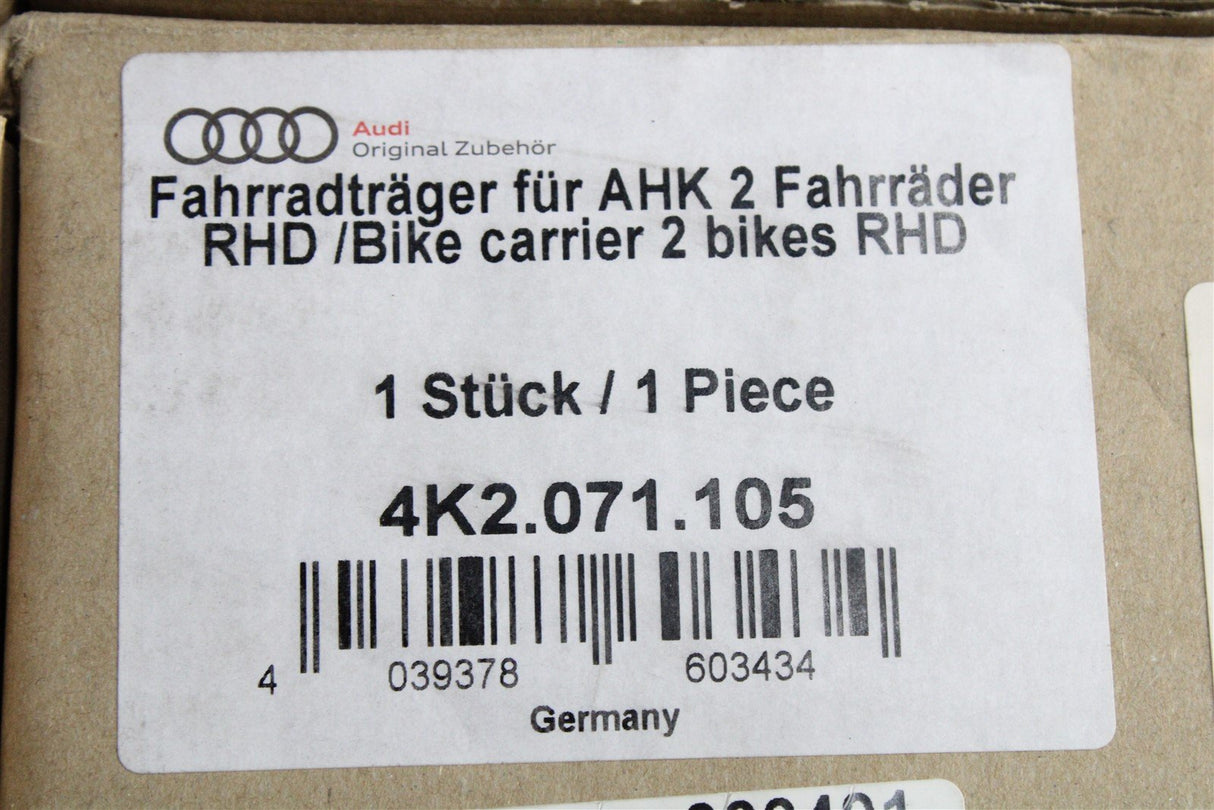 Audi
Original Zubehör
Fahrradträger für AHK 2 Fahrräder
RHD /Bike carrier 2 bikes RHD
1 Stück / 1 Piece
4K2.071.105
4 039378 603434
Germany